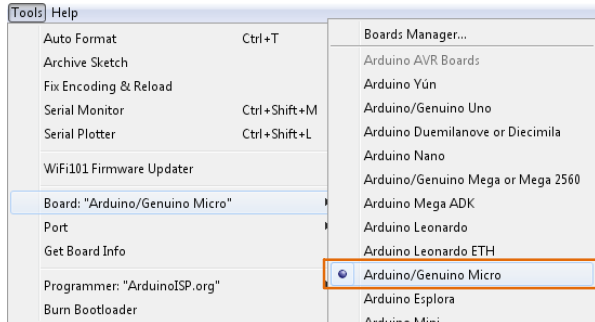 Tools Help
Auto Format Ctrl+T
Archive Sketch
Fix Encoding & Reload
Serial Monitor Ctrl+Shift+M
Serial Plotter Ctrl+Shift+L
WiFi101 Firmware Updater
Board: "Arduino/Genuino Micro"
Port
Get Board Info
Programmer: "ArduinoISP.org"
Burn Bootloader
Boards Manager...
Arduino AVR Boards
Arduino Yún
Arduino/Genuino Uno
Arduino Duemilanove or Diecimila
Arduino Nano
Arduino/Genuino Mega or Mega 2560
Arduino Mega ADK
Arduino Leonardo
Arduino Leonardo ETH
Arduino/Genuino Micro
Arduino Esplora
Arduino Mini